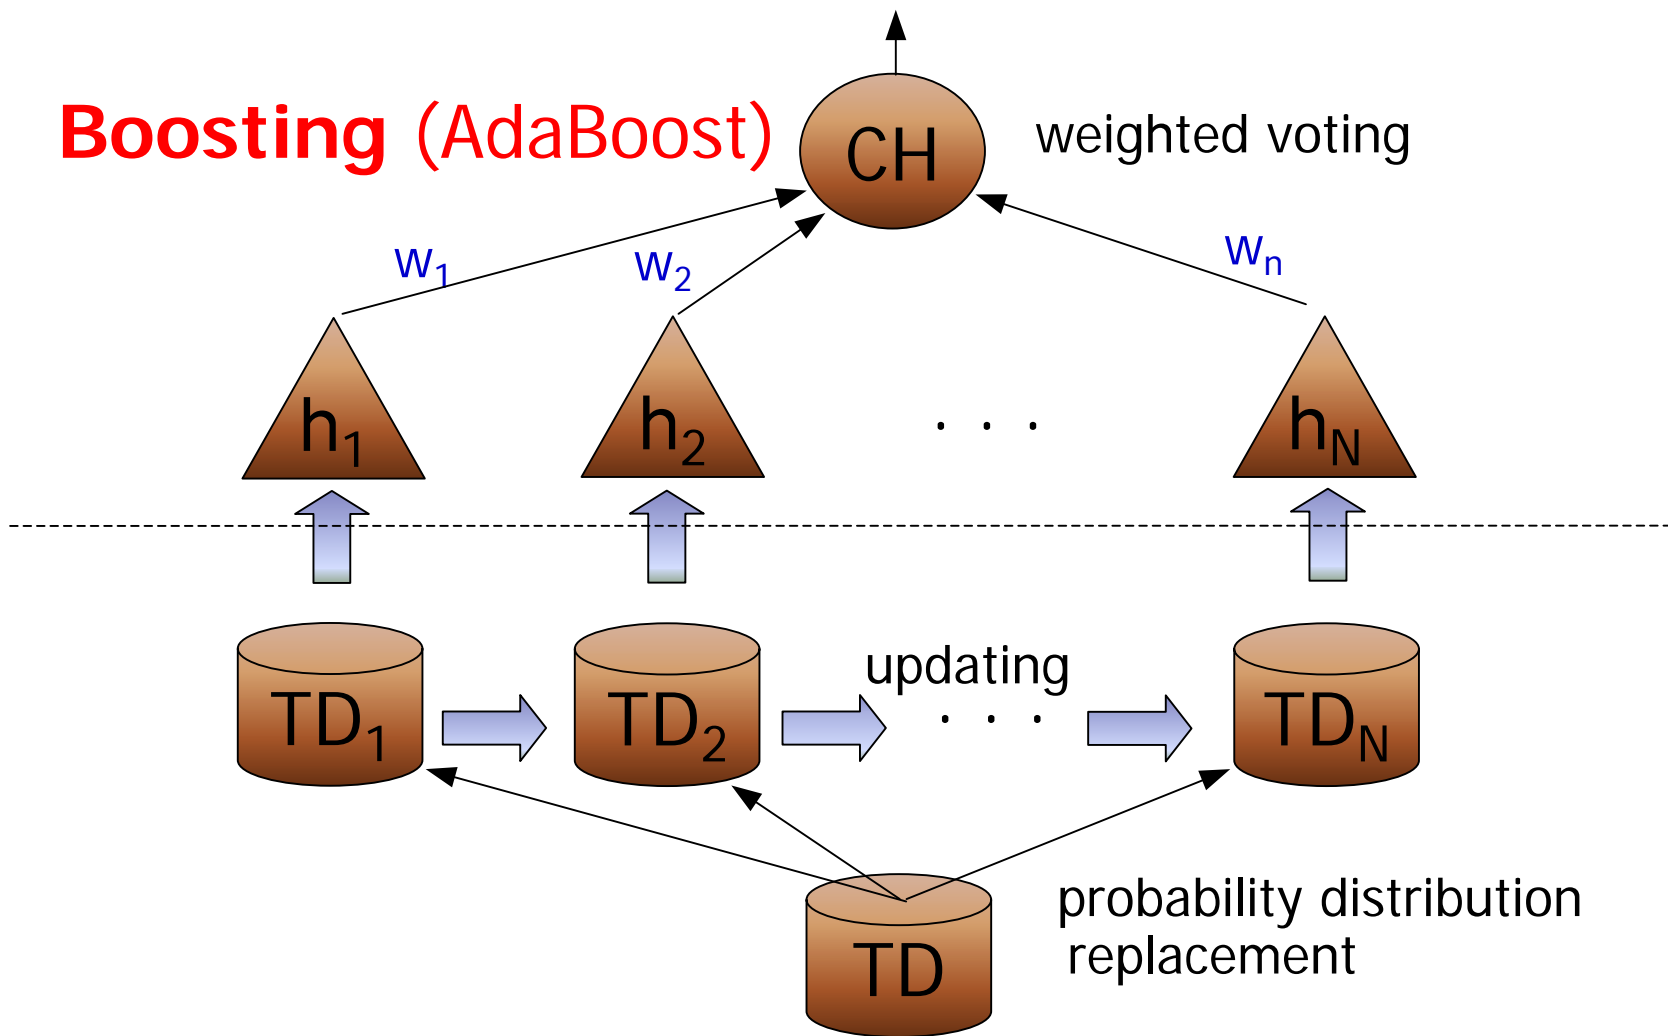 Boosting (AdaBoost)
CH
weighted voting
w1
w2
wn
h1
h2
. . .
hN
updating
. . .
TD1
TD2
TDN
probability distribution
replacement
TD